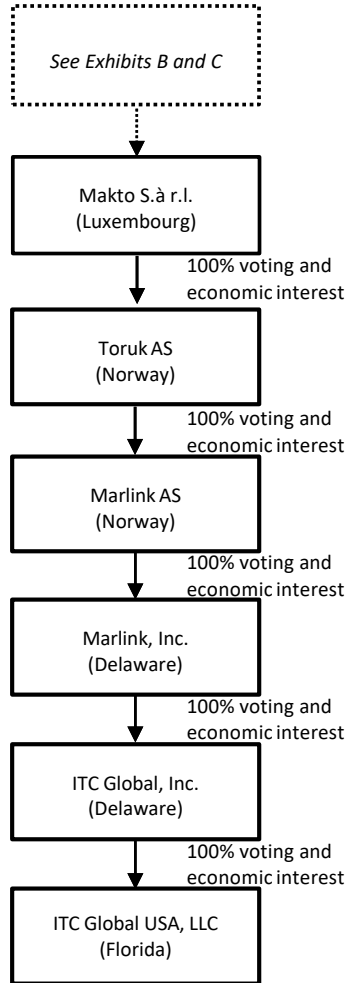 See Exhibits B and C
Makto S.à r.l.
(Luxembourg)
100% voting and
economic interest
Toruk AS
(Norway)
100% voting and
economic interest
Marlink AS
(Norway)
100% voting and
economic interest
Marlink, Inc.
(Delaware)
100% voting and
economic interest
ITC Global, Inc.
(Delaware)
100% voting and
economic interest
ITC Global USA, LLC
(Florida)